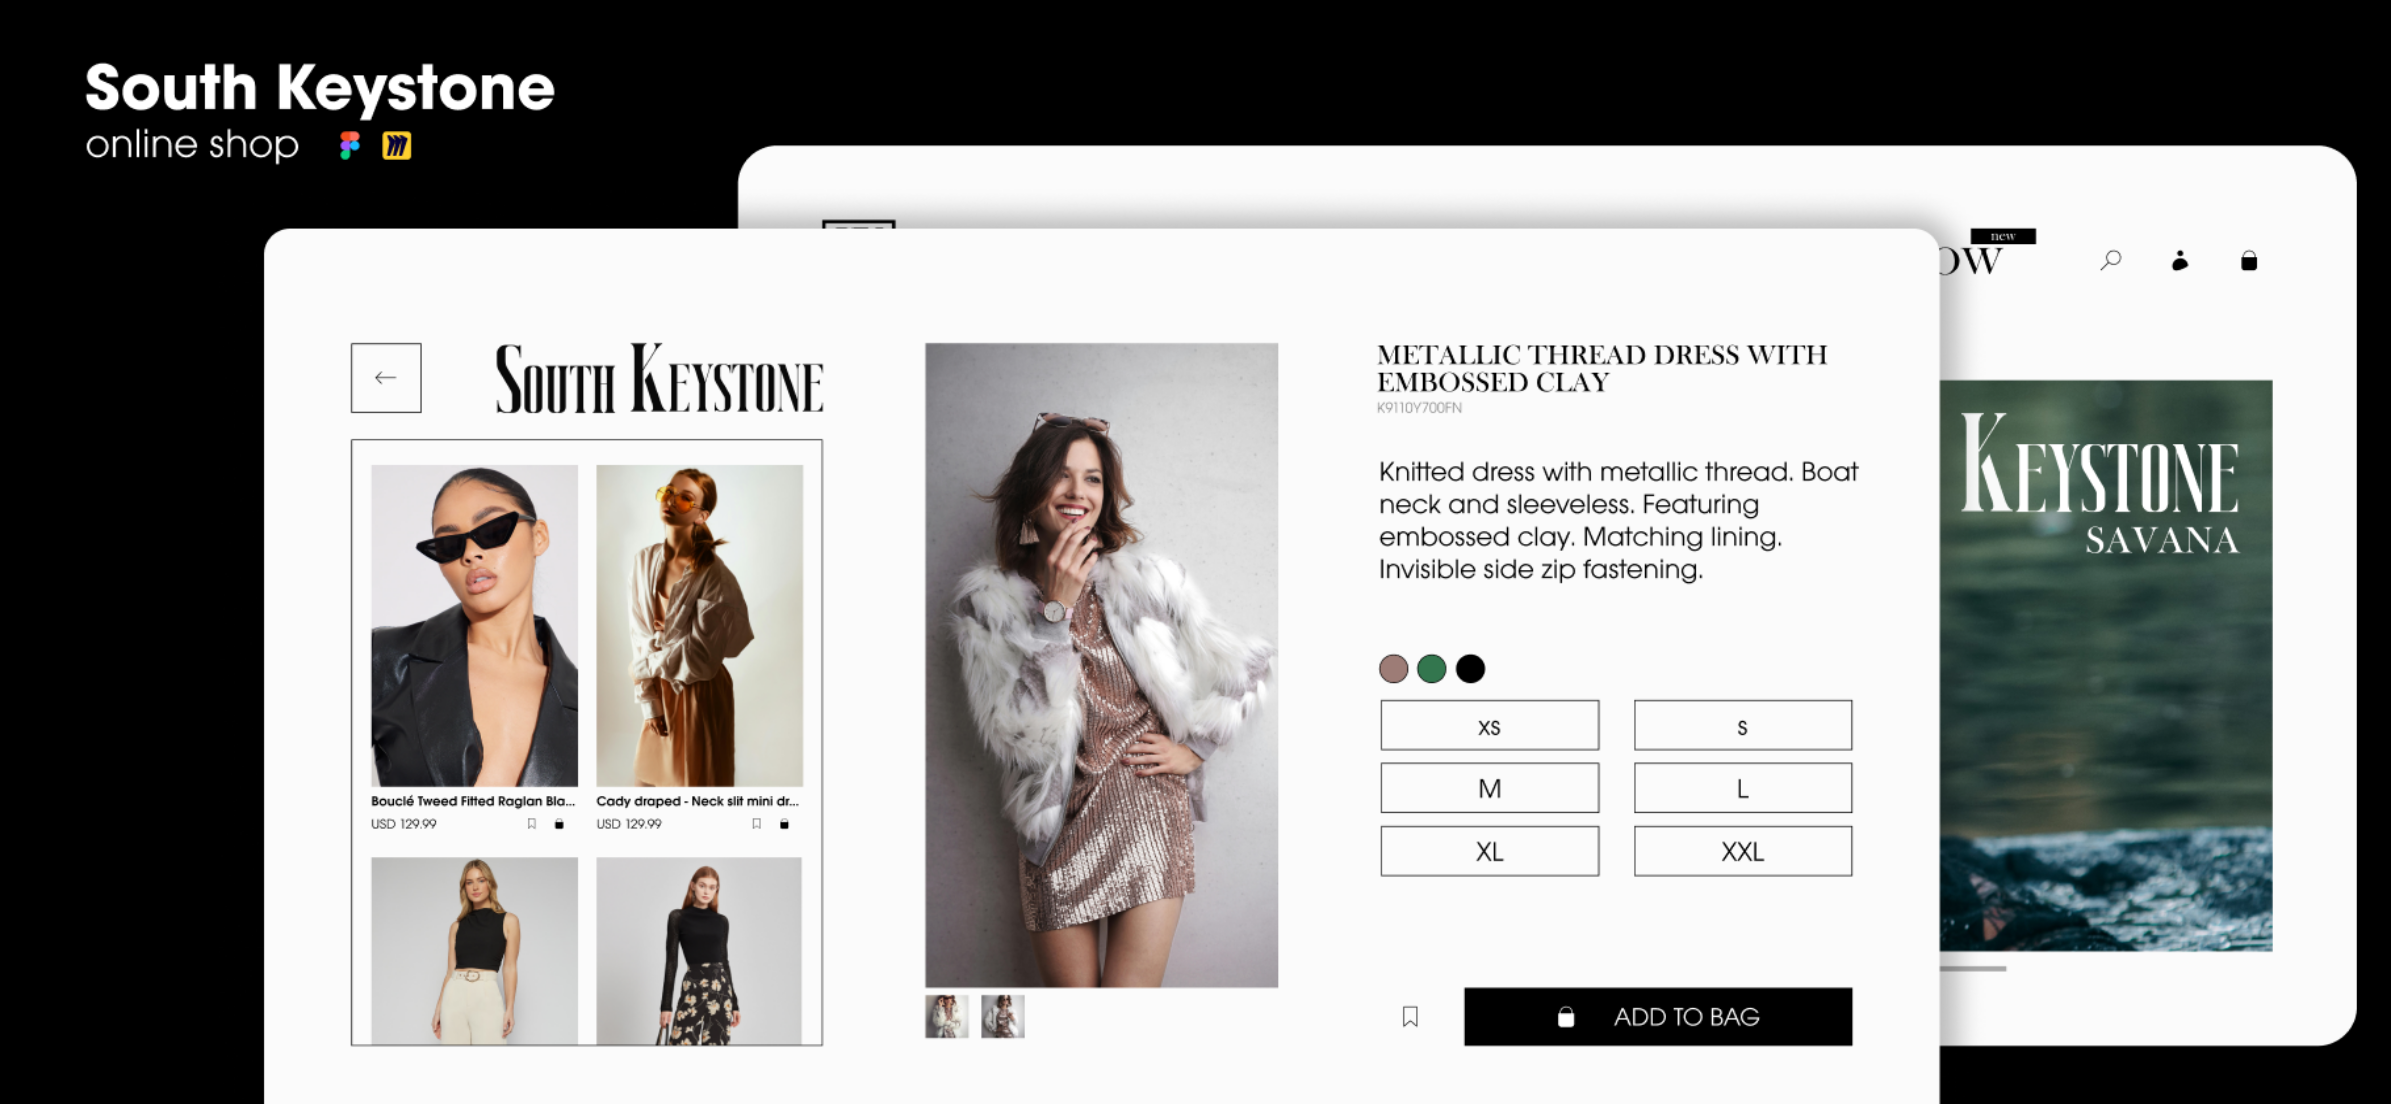 South Keystone
online shop
new
OW
SOUTH KEYSTONE
Bouclé Tweed Fitted Raglan Bla...
USD 129.99
Cady draped - Neck slit mini dr...
USD 129.99
METALLIC THREAD DRESS WITH
EMBOSSED CLAY
K9110Y700FN
Knitted dress with metallic thread. Boat
neck and sleeveless. Featuring
embossed clay. Matching lining.
Invisible side zip fastening.
XS
S
M
L
XL
XXL
ADD TO BAG
KEYSTONE
SAVANA